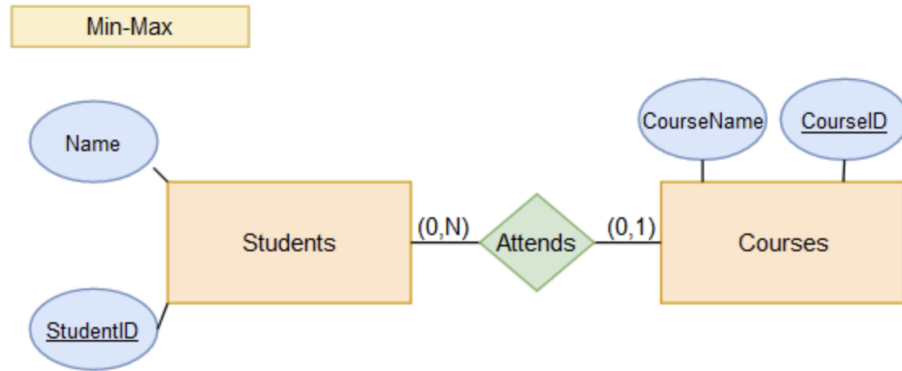 Min-Max
Name
CourseName
CourseID
Students
(0,N)
Attends
(0,1)
Courses
StudentID